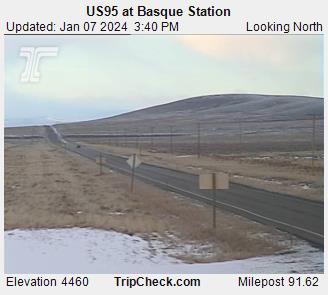 US95 at Basque Station
Updated: Jan 07 2024 3:40 PM Looking North
Elevation 4460 TripCheck.com Milepost 91.62